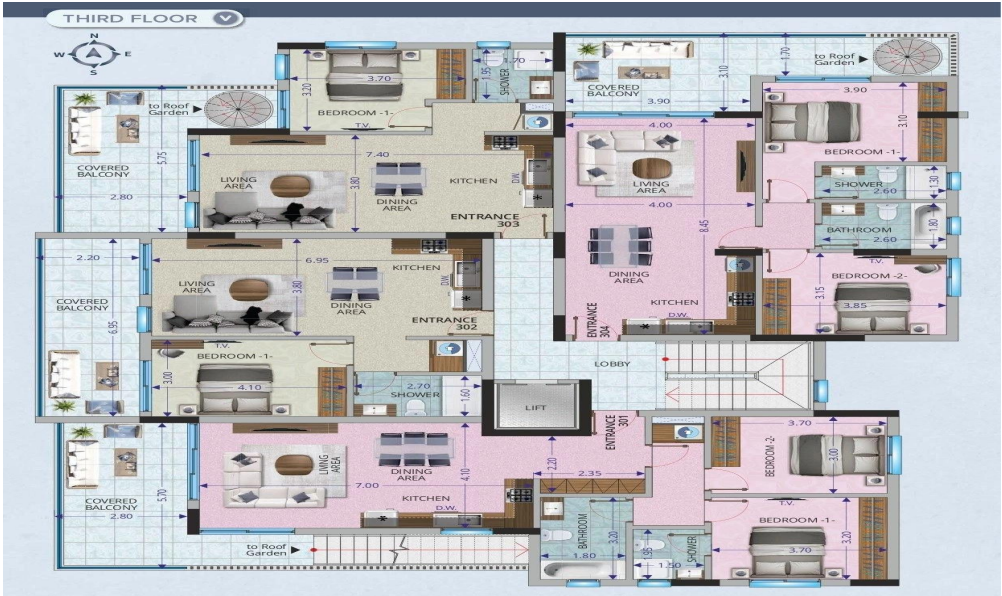 THIRD FLOOR
N
W E
S
3.20
3.70
BEDROOM -1-
T.V.
1.95
1.70
SHOWER
to Roof
Garden
COVERED
BALCONY
5.75
2.80
7.40
LIVING
AREA
3.80
DINING
AREA
KITCHEN
D.W.
ENTRANCE
303
3.10
1.70
to Roof
Garden
COVERED
BALCONY
3.90
4.00
LIVING
AREA
4.00
8.45
DINING
AREA
KITCHEN
D.W.
ENTRANCE
304
3.90
3.10
BEDROOM -1-
SHOWER
2.60
1.30
BATHROOM
2.60
1.80
T.V.
BEDROOM -2-
3.15
3.85
2.20
COVERED
BALCONY
6.95
6.95
LIVING
AREA
3.80
DINING
AREA
KITCHEN
D.W.
ENTRANCE
302
T.V.
BEDROOM -1-
3.00
4.10
2.70
SHOWER
1.60
LOBBY
LIFT
ENTRANCE
301
COVERED
BALCONY
5.70
2.80
LIVING
AREA
7.00
DINING
AREA
4.10
KITCHEN
D.W.
2.20
2.35
to Roof
Garden
BATHROOM
3.20
1.80
1.95
SHOWER
1.50
3.70
BEDROOM -2-
3.00
T.V.
BEDROOM -1-
3.20
3.70